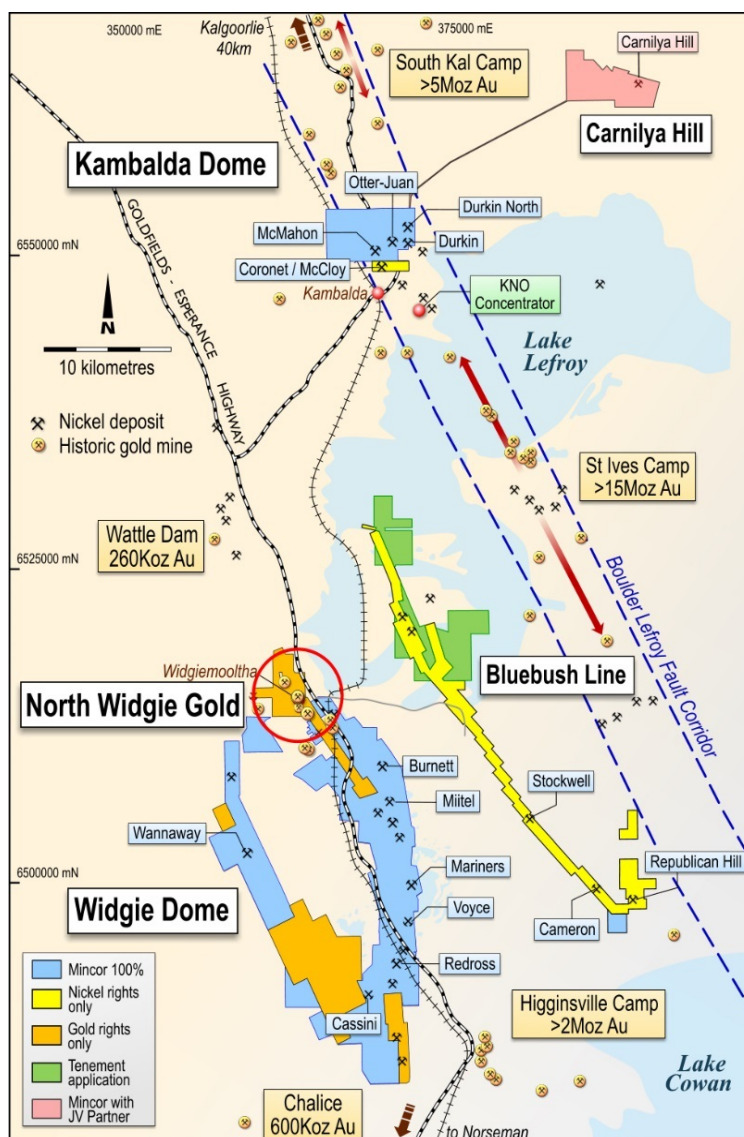 350000 mE
375000 mE
Kalgoorlie
40km
South Kal Camp
>5Moz Au
Carnilya Hill
Carnilya Hill
Kambalda Dome
Otter-Juan
Durkin North
McMahon
Durkin
6550000 mN
Coronet / McCloy
Kambalda
KNO
Concentrator
GOLDFIELDS - ESPERANCE
HIGHWAY
N
10 kilometres
Lake
Lefroy
Nickel deposit
Historic gold mine
St Ives Camp
>15Moz Au
Wattle Dam
260Koz Au
6525000 mN
Boulder Lefroy Fault Corridor
Widgiemooltha
Bluebush Line
North Widgie Gold
Burnett
Miitel
Stockwell
Wannaway
Mariners
Republican Hill
6500000 mN
Widgie Dome
Voyce
Cameron
Redross
Mincor 100%
Nickel rights
only
Gold rights
only
Tenement
application
Mincor with
JV Partner
Cassini
Higginsville Camp
>2Moz Au
Lake
Cowan
Chalice
600Koz Au
to Norseman